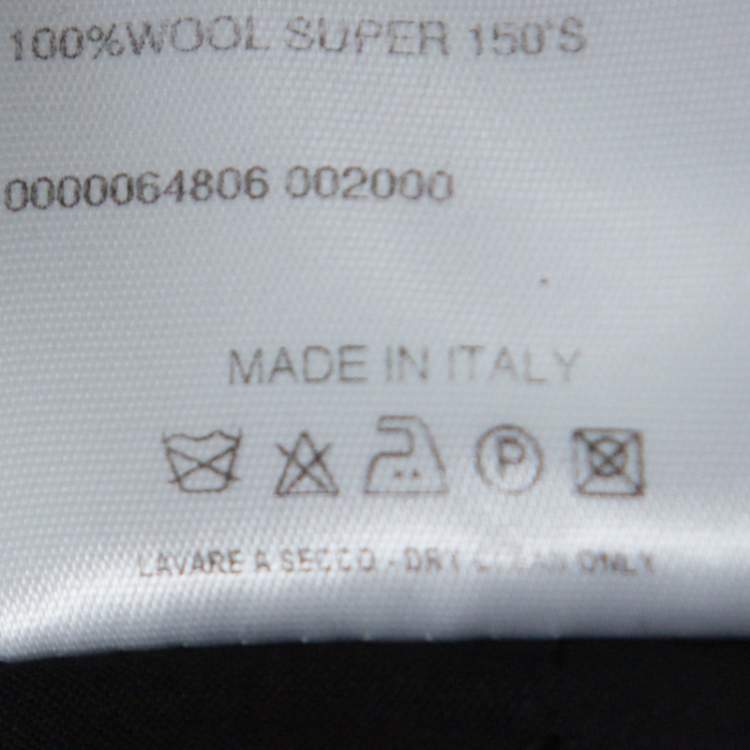 100%WOOL SUPER 150'S
0000064806 002000
MADE IN ITALY
P
LAVARE A SECCO - DRY CLEAN ONLY